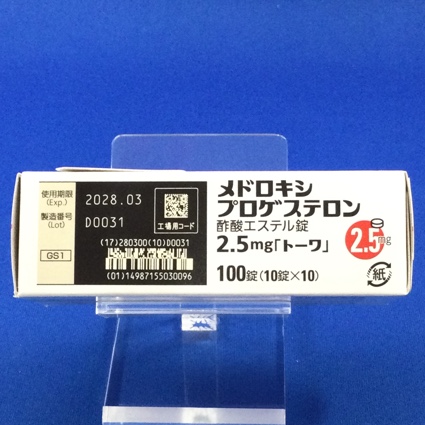 使用期限
(Exp.)
2028.03
製造番号
(Lot)
D0031
工場用コード
(17)280300(10)D0031
GS1
(01)14987155030096
メドロキシ
プロゲステロン
酢酸エステル錠
2.5mg「トーワ」
2.5mg
100錠(10錠×10)
紙